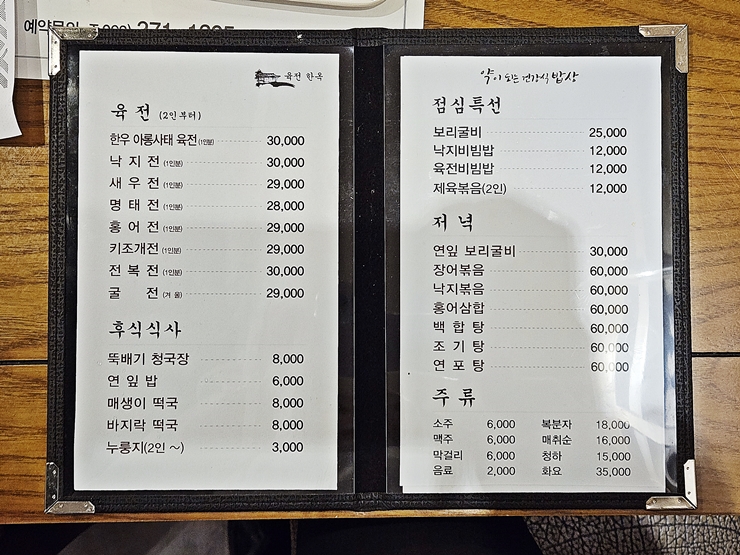 육전 한옥
육 전 (2인 부터)
한우 아롱사태 육전(1인분) 30,000
낙 지 전 (1인분) 30,000
새 우 전 (1인분) 29,000
명 태 전 (1인분) 28,000
홍 어 전 (1인분) 29,000
키조개전 (1인분) 29,000
전 복 전 (1인분) 30,000
굴 전 (겨 울) 29,000
후식식사
뚝배기 청국장 8,000
연 잎 밥 6,000
매생이 떡국 8,000
바지락 떡국 8,000
누룽지(2인 ~) 3,000
약이 되는 건강식 밥상
점심특선
보리굴비 25,000
낙지비빔밥 12,000
육전비빔밥 12,000
제육볶음(2인) 12,000
저 녁
연잎 보리굴비 30,000
장어볶음 60,000
낙지볶음 60,000
홍어삼합 60,000
백 합 탕 60,000
조 기 탕 60,000
연 포 탕 60,000
주 류
소주 6,000 복분자 18,000
맥주 6,000 매취순 16,000
막걸리 6,000 청하 15,000
음료 2,000 화요 35,000